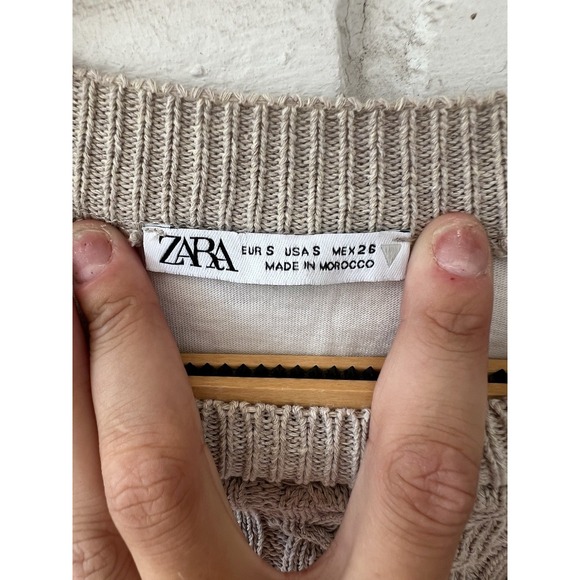 ZARA
EUR S USA S MEX 26
MADE IN MOROCCO